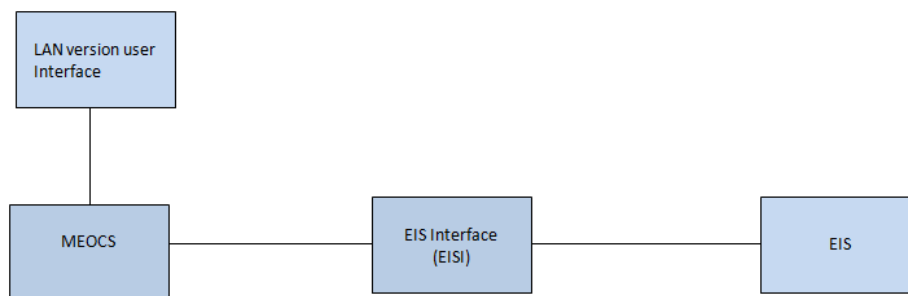 LAN version user
Interface
MEOCS
EIS Interface
(EISI)
EIS